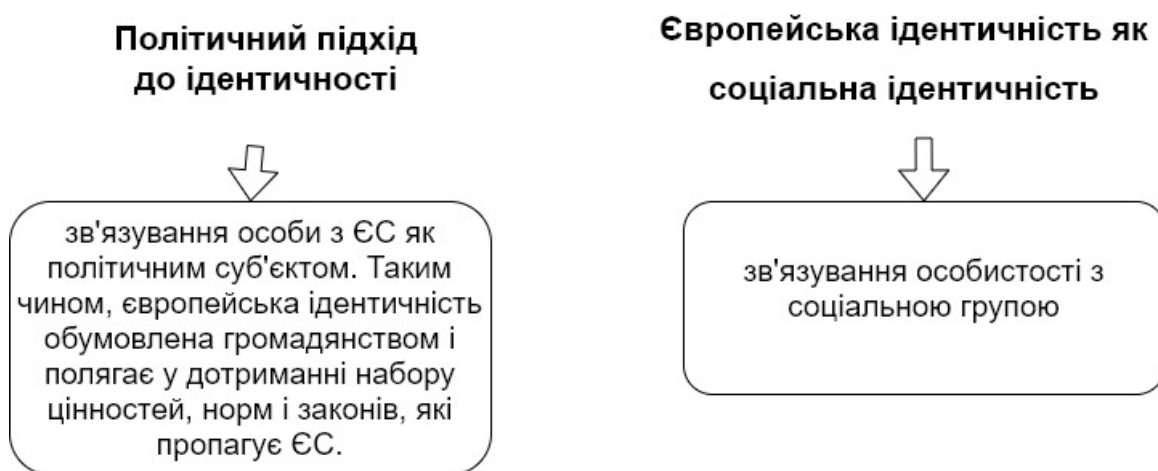 Політичний підхід
до ідентичності
зв'язування особи з ЄС як
політичним суб'єктом. Таким
чином, європейська ідентичність
обумовлена громадянством і
полягає у дотриманні набору
цінностей, норм і законів, які
пропагує ЄС.
Європейська ідентичність як
соціальна ідентичність
зв'язування особистості з
соціальною групою